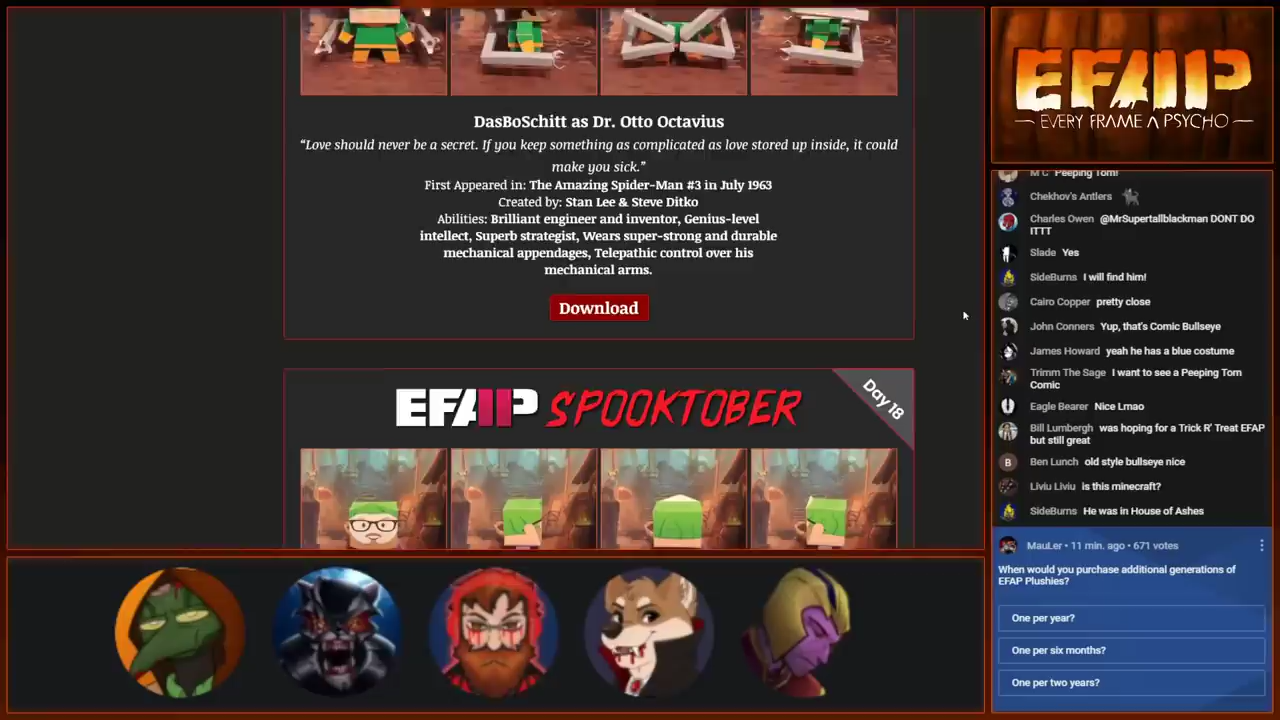 DasBoSchitt as Dr. Otto Octavius
“Love should never be a secret. If you keep something as complicated as love stored up inside, it could
make you sick.”
First Appeared in: The Amazing Spider-Man #3 in July 1963
Created by: Stan Lee & Steve Ditko
Abilities: Brilliant engineer and inventor, Genius-level
intellect, Superb strategist, Wears super-strong and durable
mechanical appendages, Telepathic control over his
mechanical arms.
Download
EFAP SPOOKTOBER
Day 18
EFAP
EVERY FRAME A PSYCHO
M C Peeping Tom!
Chekhov's Antlers
Charles Owen @MrSupertallblackman DONT DO
ITTT
Slade Yes
SideBurns I will find him!
Cairo Copper pretty close
John Conners Yup, that's Comic Bullseye
James Howard yeah he has a blue costume
Trimm The Sage I want to see a Peeping Tom
Comic
Eagle Bearer Nice Lmao
Bill Lumbergh was hoping for a Trick R' Treat EFAP
but still great
B Ben Lunch old style bullseye nice
Liviu Liviu is this minecraft?
SideBurns He was in House of Ashes
MauLer • 11 min. ago • 671 votes
When would you purchase additional generations of
EFAP Plushies?
One per year?
One per six months?
One per two years?